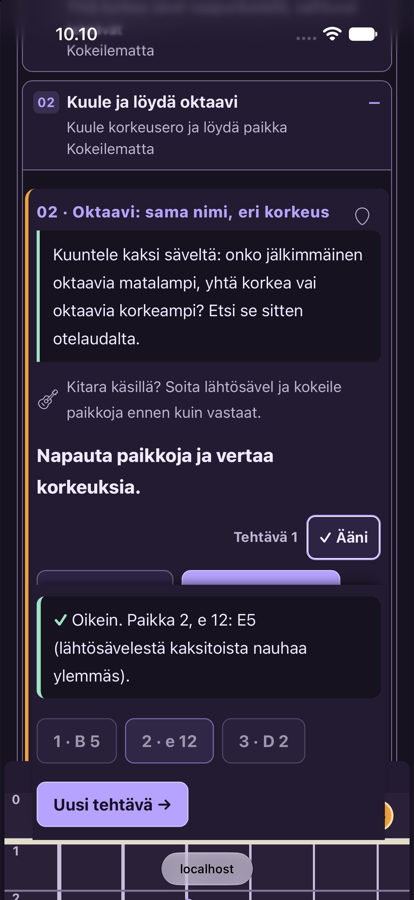 10.10
Kokeilematta
02 Kuule ja löydä oktaavi –
Kuule korkeusero ja löydä paikka
Kokeilematta
02 · Oktaavi: sama nimi, eri korkeus
Kuuntele kaksi säveltä: onko jälkimmäinen
oktaavia matalampi, yhtä korkea vai
oktaavia korkeampi? Etsi se sitten
otelaudalta.
Kitara käsillä? Soita lähtösävel ja kokeile
paikkoja ennen kuin vastaat.
Napauta paikkoja ja vertaa
korkeuksia.
Tehtävä 1 ✓ Ääni
✓ Oikein. Paikka 2, e 12: E5
(lähtösävelestä kaksitoista nauhaa
ylemmäs).
1 · B 5 2 · e 12 3 · D 2
Uusi tehtävä →
0
1
localhost
2